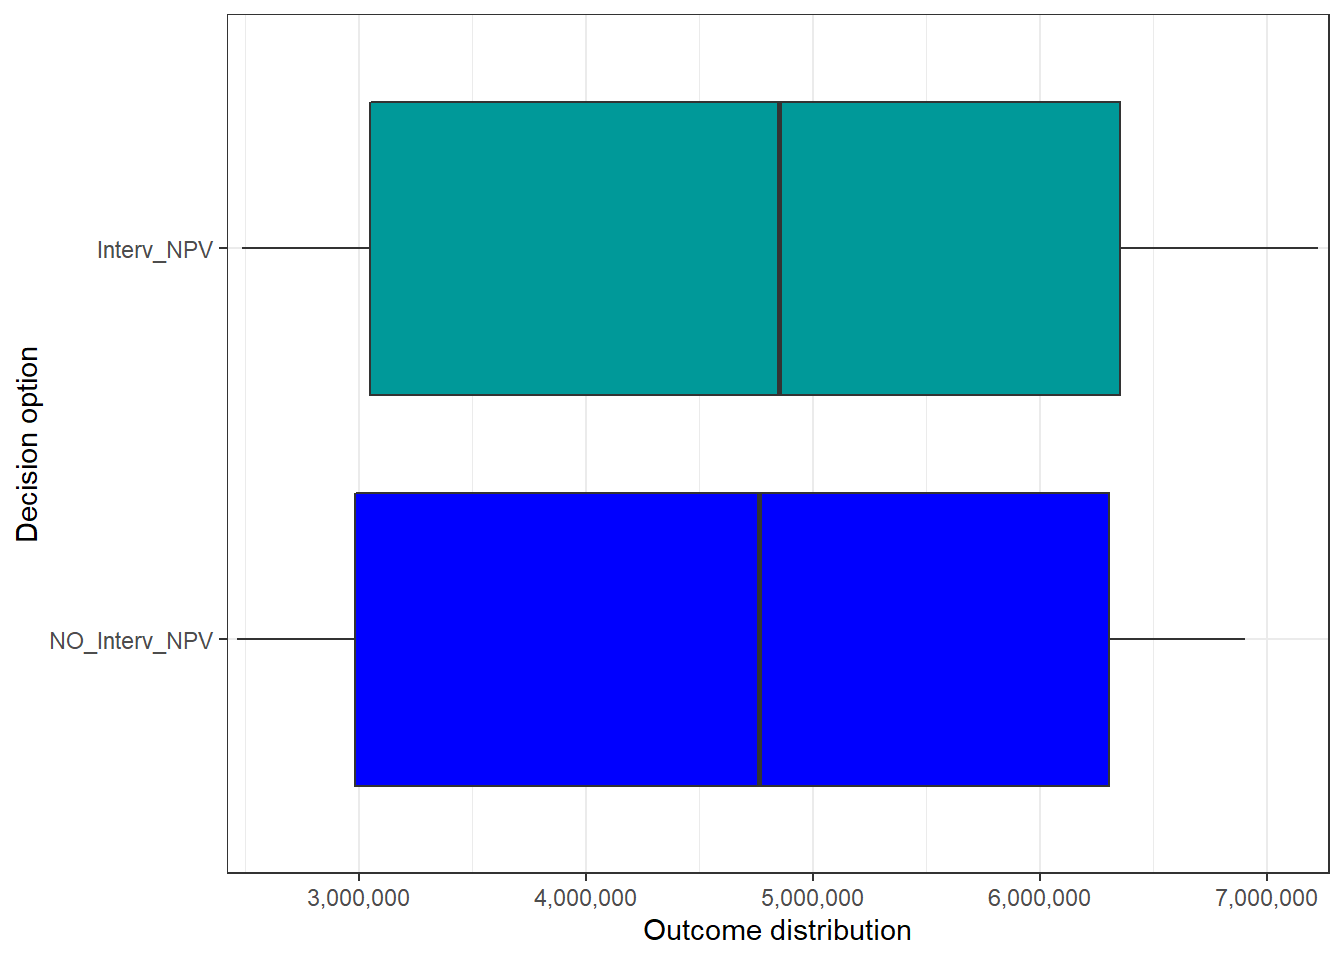 Decision option
Interv_NPV
NO_Interv_NPV
3,000,000 4,000,000 5,000,000 6,000,000 7,000,000
Outcome distribution